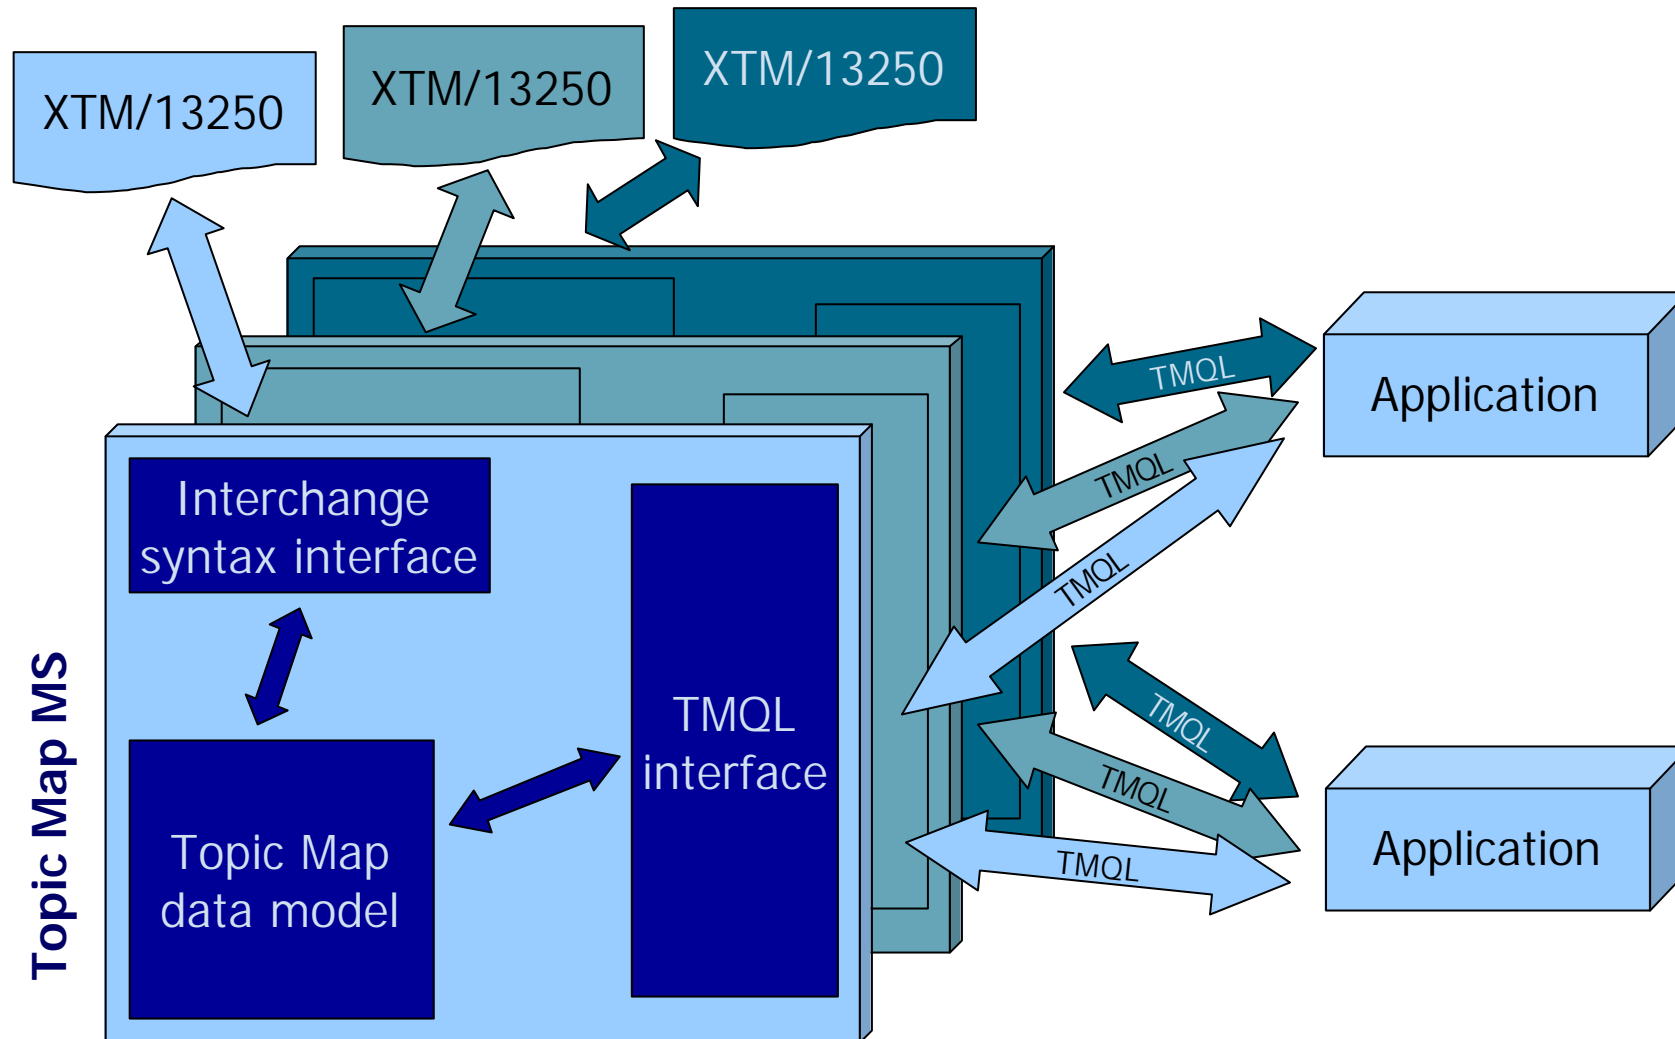 XTM/13250
XTM/13250
XTM/13250
TMQL
Application
TMQL
TMQL
Interchange
syntax interface
TMQL
interface
Topic Map
data model
Topic Map MS
TMQL
TMQL
TMQL
Application